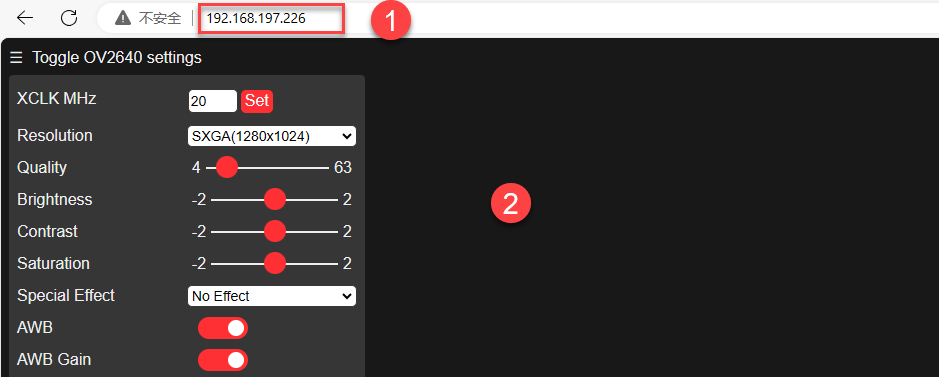 不安全 192.168.197.226 1
☰ Toggle OV2640 settings
XCLK MHz 20 Set
Resolution SXGA(1280x1024)
Quality 4 63
Brightness -2 2
2
Contrast -2 2
Saturation -2 2
Special Effect No Effect
AWB
AWB Gain